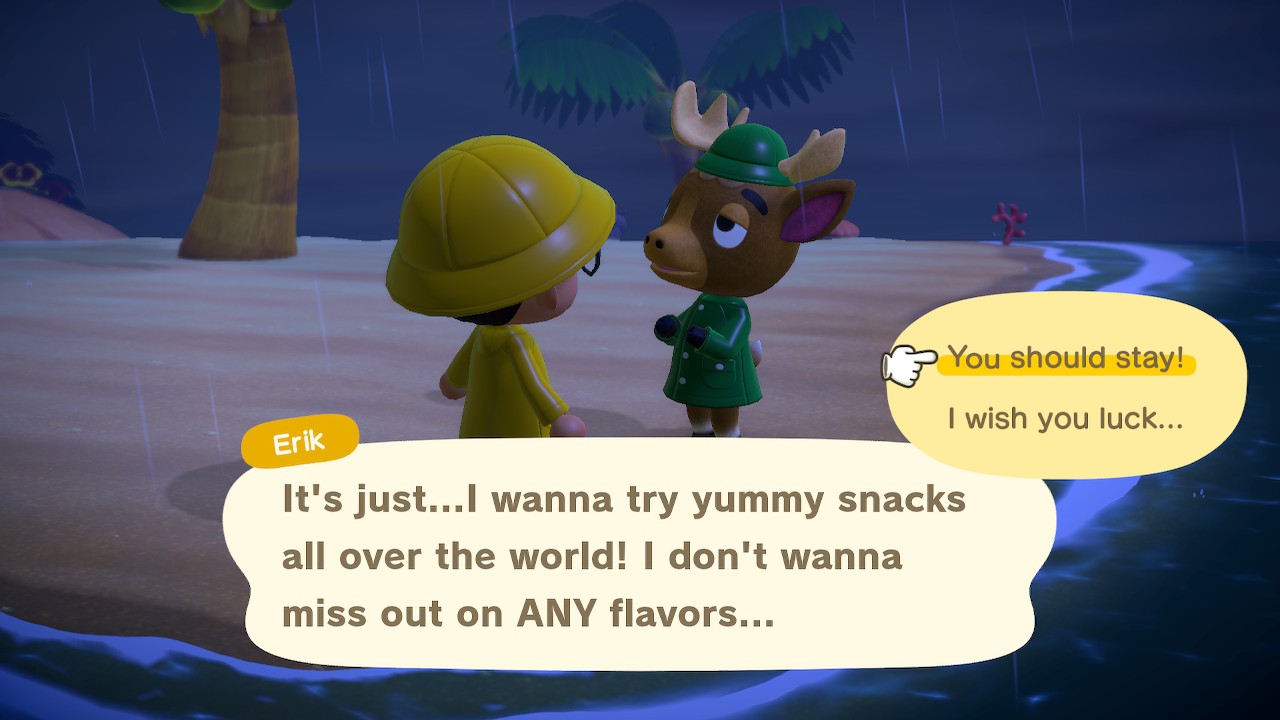 You should stay!
I wish you luck...
Erik
It's just...I wanna try yummy snacks
all over the world! I don't wanna
miss out on ANY flavors...